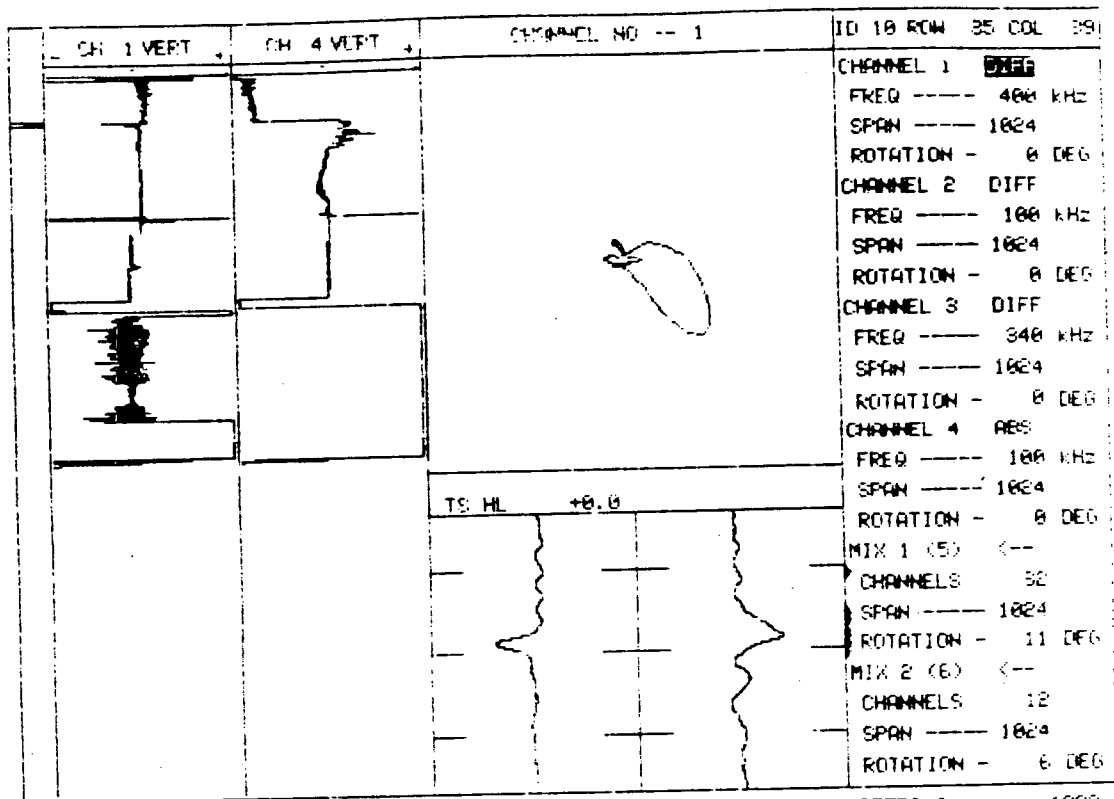 - CH 1 VERT +
CH 4 VERT +
CHANNEL NO -- 1
ID 10 ROW 35 COL 39
CHANNEL 1 DIFF
FREQ ----- 400 kHz
SPAN ----- 1024
ROTATION - 0 DEG
CHANNEL 2 DIFF
FREQ ----- 100 kHz
SPAN ----- 1024
ROTATION - 0 DEG
CHANNEL 3 DIFF
FREQ ----- 340 kHz
SPAN ----- 1024
ROTATION - 0 DEG
CHANNEL 4 ABS
FREQ ----- 100 kHz
SPAN ----- 1024
ROTATION - 0 DEG
MIX 1 (5) <--
CHANNELS 32
SPAN ----- 1024
ROTATION - 11 DEG
MIX 2 (6) <--
CHANNELS 12
SPAN ----- 1024
ROTATION - 6 DEG
TS HL +0.0